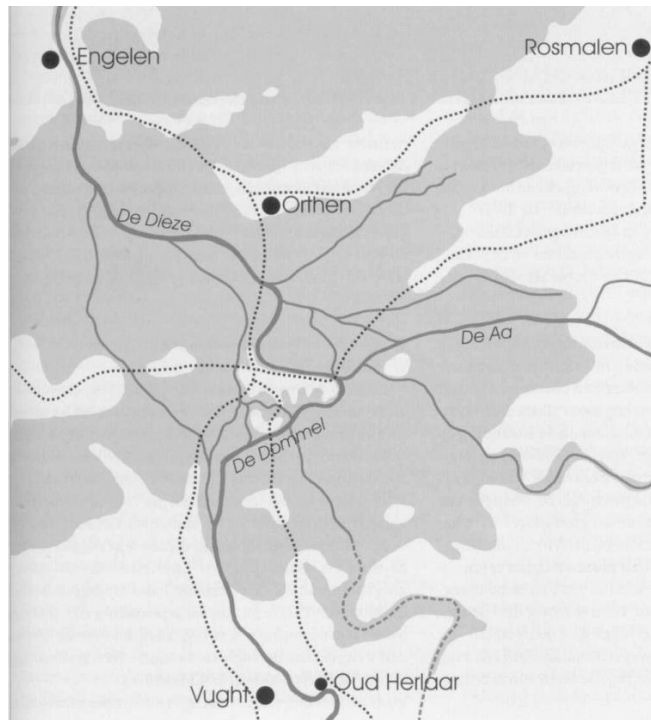 Engelen
Rosmalen
Orthen
De Dieze
De Aa
De Dommel
Oud Herlaar
Vught